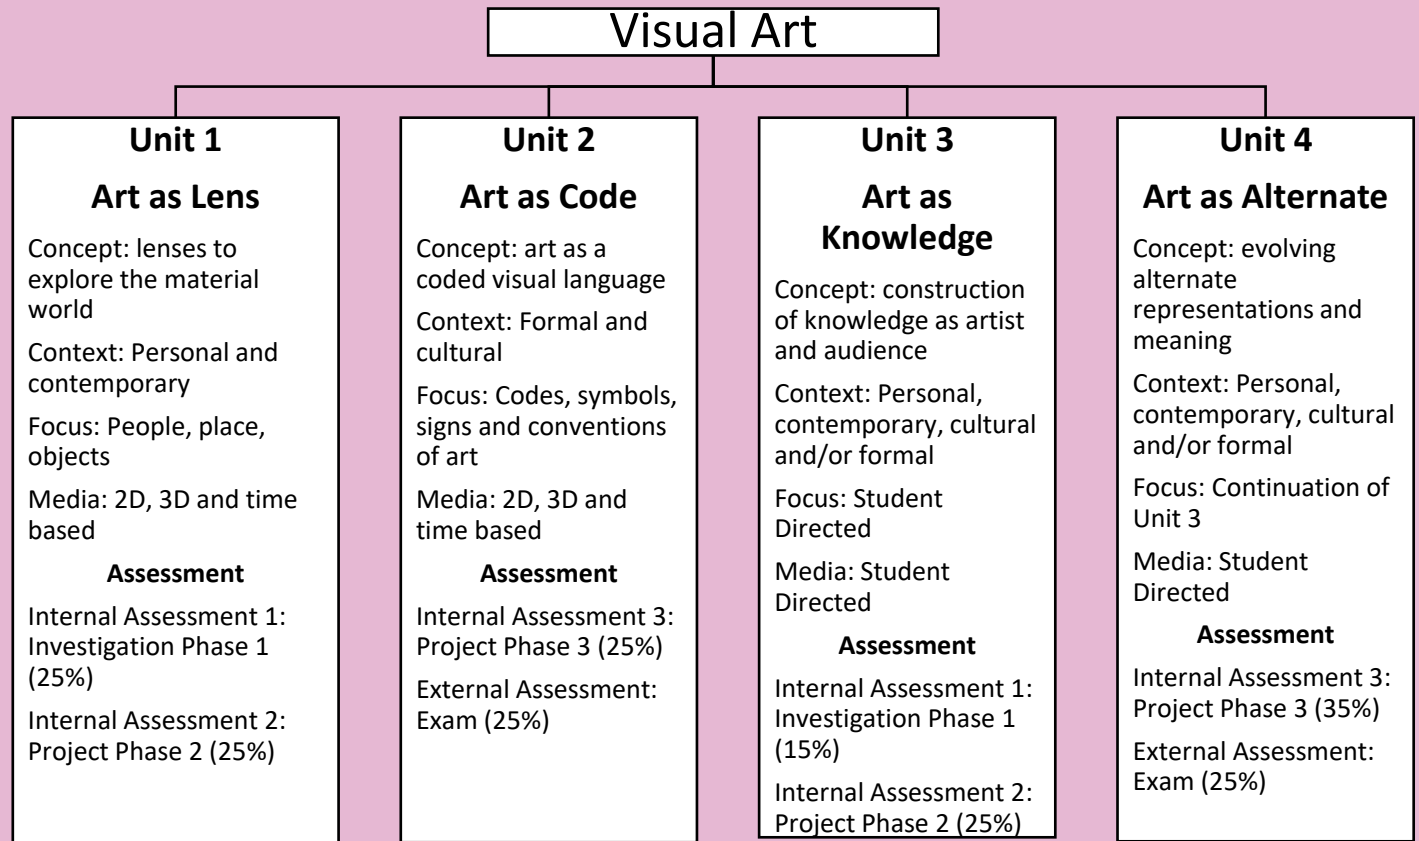 Visual Art
Unit 1
Art as Lens
Concept: lenses to
explore the material
world
Context: Personal and
contemporary
Focus: People, place,
objects
Media: 2D, 3D and time
based
Assessment
Internal Assessment 1:
Investigation Phase 1
(25%)
Internal Assessment 2:
Project Phase 2 (25%)
Unit 2
Art as Code
Concept: art as a
coded visual language
Context: Formal and
cultural
Focus: Codes, symbols,
signs and conventions
of art
Media: 2D, 3D and
time based
Assessment
Internal Assessment 3:
Project Phase 3 (25%)
External Assessment:
Exam (25%)
Unit 3
Art as
Knowledge
Concept: construction
of knowledge as artist
and audience
Context: Personal,
contemporary, cultural
and/or formal
Focus: Student
Directed
Media: Student
Directed
Assessment
Internal Assessment 1:
Investigation Phase 1
(15%)
Internal Assessment 2:
Project Phase 2 (25%)
Unit 4
Art as Alternate
Concept: evolving
alternate
representations and
meaning
Context: Personal,
contemporary, cultural
and/or formal
Focus: Continuation of
Unit 3
Media: Student
Directed
Assessment
Internal Assessment 3:
Project Phase 3 (35%)
External Assessment:
Exam (25%)